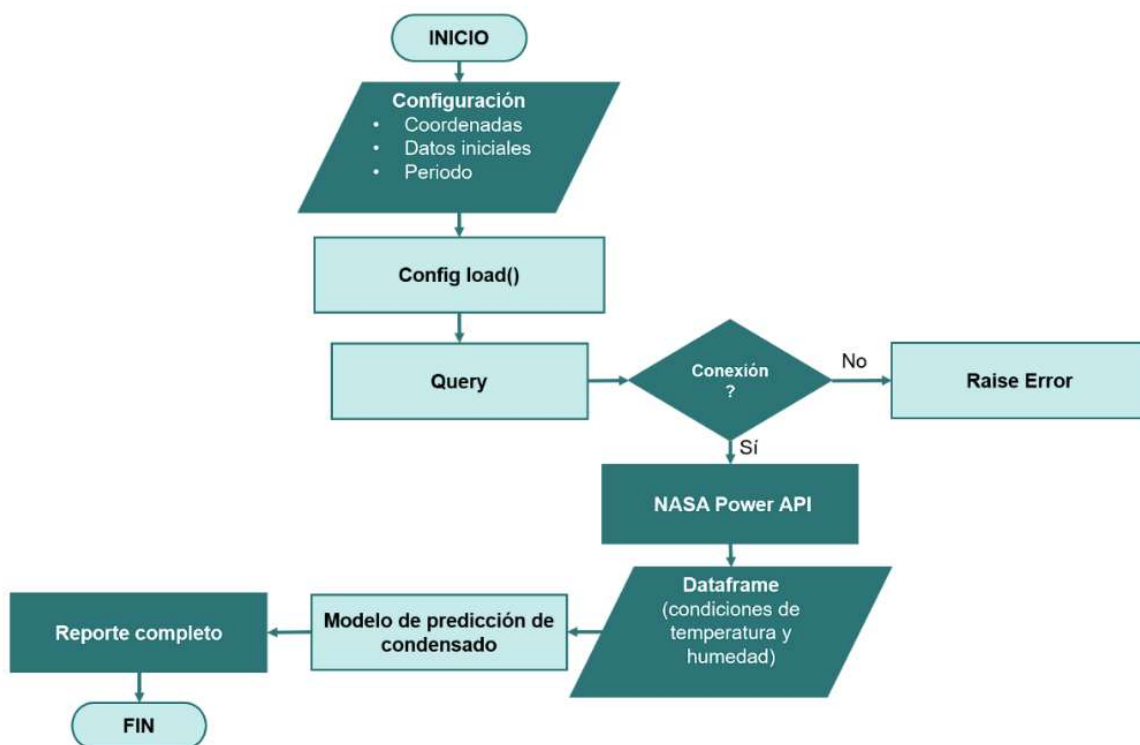 INICIO
Configuración
• Coordenadas
• Datos iniciales
• Periodo
Config load()
Query
Conexión
?
No
Raise Error
Sí
NASA Power API
Dataframe
(condiciones de
temperatura y
humedad)
Modelo de predicción de
condensado
Reporte completo
FIN